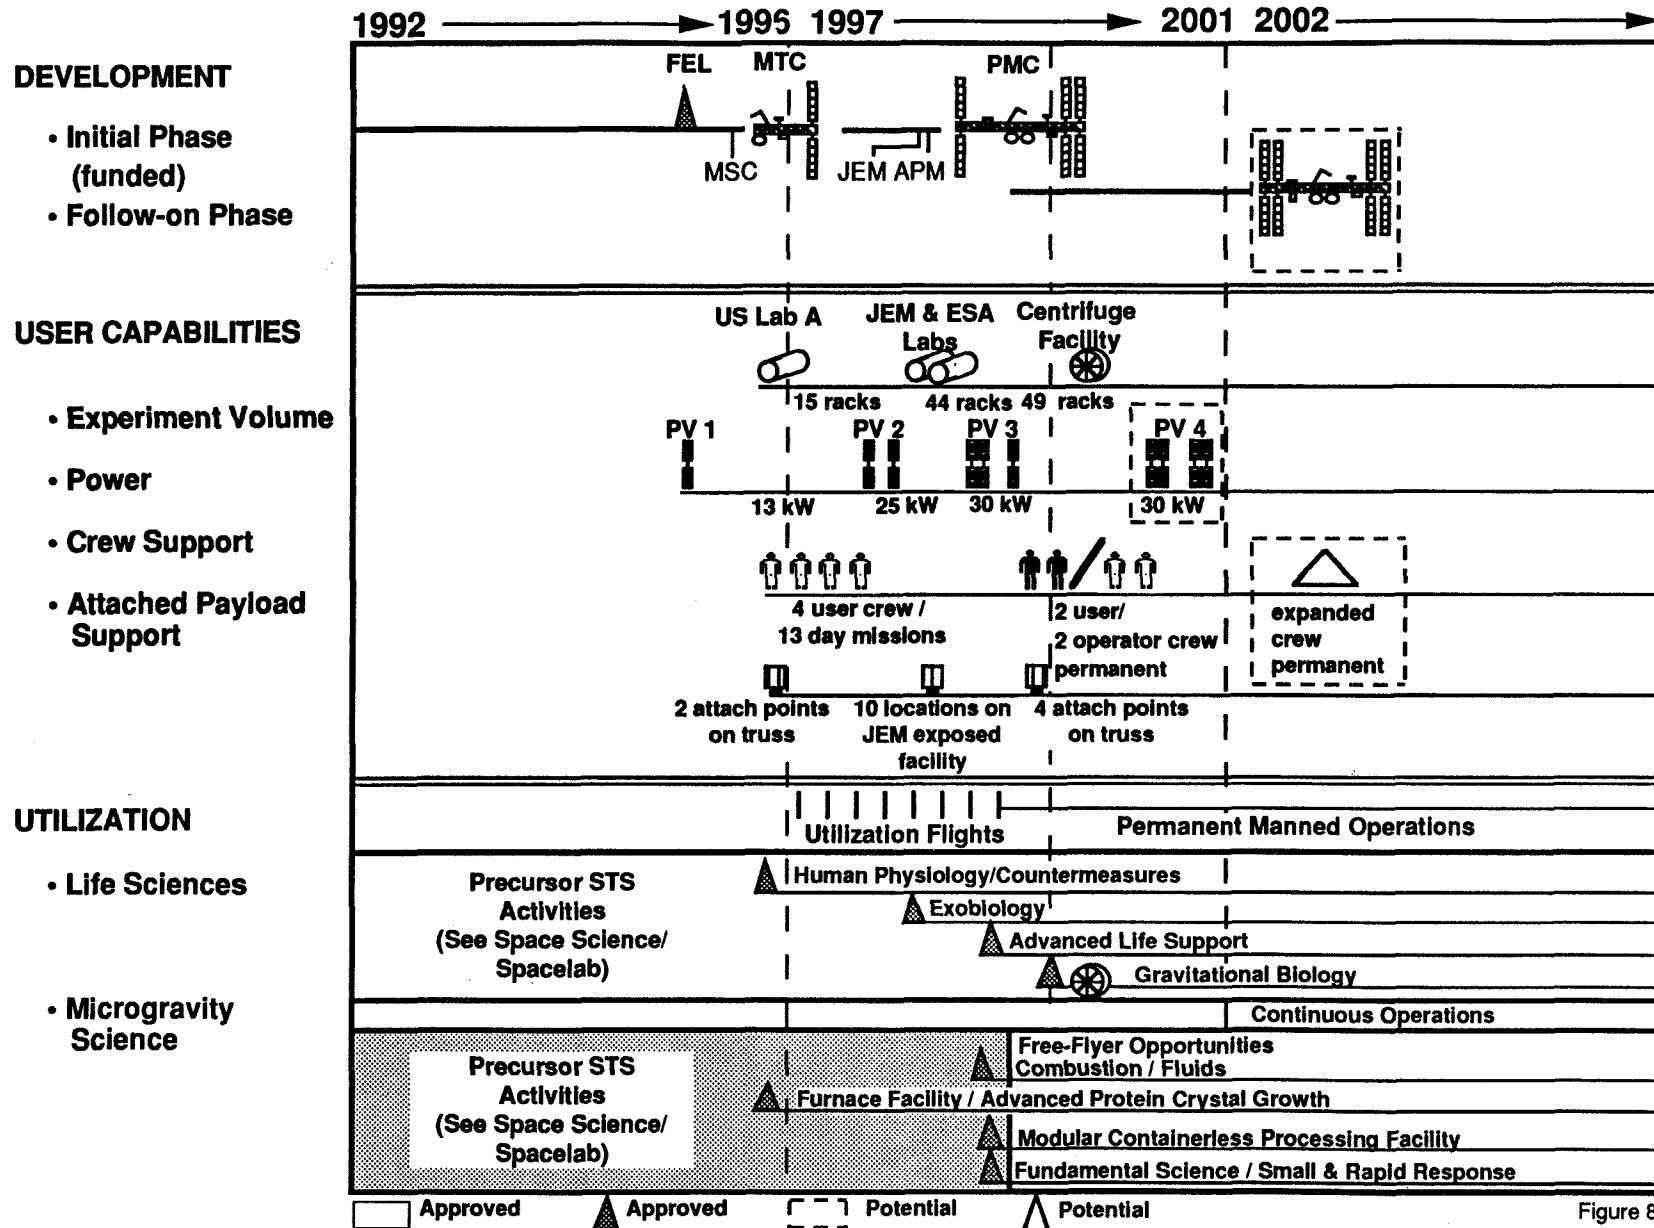 1992 1996 1997 2001 2002
DEVELOPMENT
FEL MTC PMC
• Initial Phase
(funded)
MSC JEM APM
• Follow-on Phase
USER CAPABILITIES
US Lab A
JEM & ESA
Labs
Centrifuge
Facility
• Experiment Volume
15 racks 44 racks 49 racks
PV 1 PV 2 PV 3 PV 4
• Power
13 kW 25 kW 30 kW 30 kW
• Crew Support
4 user crew /
13 day missions
2 user/
2 operator crew
permanent
expanded
crew
permanent
• Attached Payload
Support
2 attach points
on truss
10 locations on
JEM exposed
facility
4 attach points
on truss
UTILIZATION
Utilization Flights
Permanent Manned Operations
• Life Sciences
Precursor STS
Activities
(See Space Science/
Spacelab)
Human Physiology/Countermeasures
Exobiology
Advanced Life Support
Gravitational Biology
• Microgravity
Science
Continuous Operations
Precursor STS
Activities
(See Space Science/
Spacelab)
Free-Flyer Opportunities
Combustion / Fluids
Furnace Facility / Advanced Protein Crystal Growth
Modular Containerless Processing Facility
Fundamental Science / Small & Rapid Response
Approved Approved Potential Potential
Figure 8